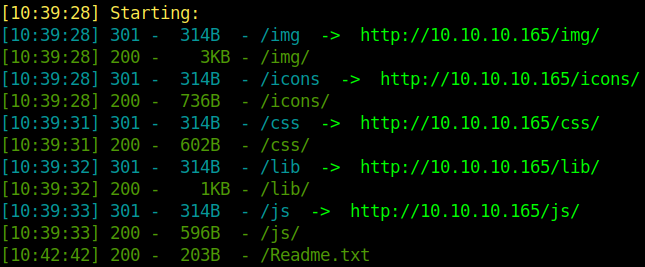 [10:39:28] Starting:
[10:39:28] 301 -  314B  - /img  ->  http://10.10.10.165/img/
[10:39:28] 200 -    3KB - /img/
[10:39:28] 301 -  314B  - /icons  ->  http://10.10.10.165/icons/
[10:39:28] 200 -  736B  - /icons/
[10:39:31] 301 -  314B  - /css  ->  http://10.10.10.165/css/
[10:39:31] 200 -  602B  - /css/
[10:39:32] 301 -  314B  - /lib  ->  http://10.10.10.165/lib/
[10:39:32] 200 -    1KB - /lib/
[10:39:33] 301 -  314B  - /js  ->  http://10.10.10.165/js/
[10:39:33] 200 -  596B  - /js/
[10:42:42] 200 -  203B  - /Readme.txt